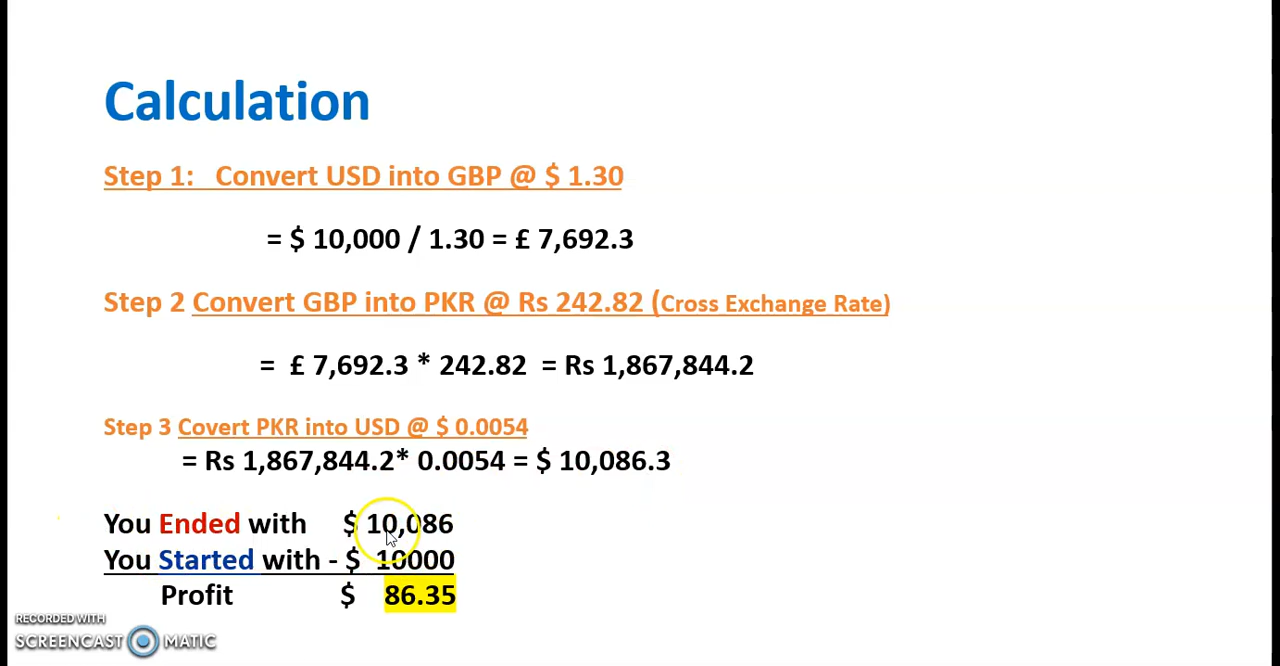 Calculation
Step 1: Convert USD into GBP @ $ 1.30
= $ 10,000 / 1.30 = £ 7,692.3
Step 2 Convert GBP into PKR @ Rs 242.82 (Cross Exchange Rate)
= £ 7,692.3 * 242.82 = Rs 1,867,844.2
Step 3 Covert PKR into USD @ $ 0.0054
= Rs 1,867,844.2* 0.0054 = $ 10,086.3
You Ended with $ 10,086
You Started with - $ 10000
Profit $ 86.35
RECORDED WITH
SCREENCAST MATIC